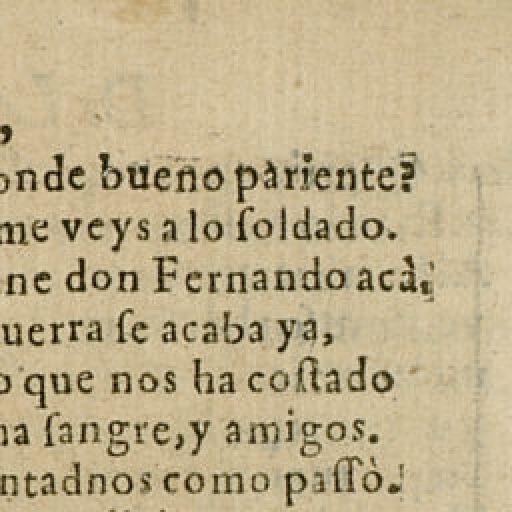 ,
onde bueno pàriente?
me veys a lo ſoldado.
ne don Fernando acà.
uerra ſe acaba ya,
o que nos ha coſtado
na ſangre, y amigos.
ntadnos como paſſò.